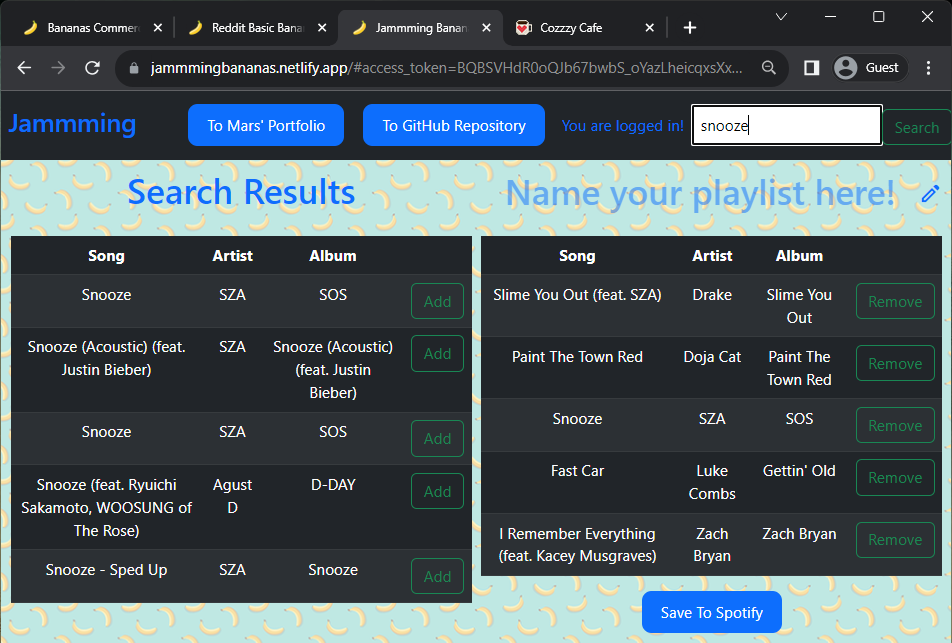 Bananas Commer
Reddit Basic Bana
Jammming Banan
Cozzzy Cafe
jammmingbananas.netlify.app/#access_token=BQBSVHdR0oQJb67bwbS_oYazLheicqxsXx...
Guest
Jammming
To Mars' Portfolio
To GitHub Repository
You are logged in!
snooze
Search
Search Results
Song Artist Album
Snooze SZA SOS Add
Snooze (Acoustic) (feat. SZA Snooze (Acoustic) Add
Justin Bieber) (feat. Justin
Bieber)
Snooze SZA SOS Add
Snooze (feat. Ryuichi Agust D-DAY Add
Sakamoto, WOOSUNG of D
The Rose)
Snooze - Sped Up SZA Snooze Add
Name your playlist here!
Song Artist Album
Slime You Out (feat. SZA) Drake Slime You Remove
Out
Paint The Town Red Doja Cat Paint The Remove
Town Red
Snooze SZA SOS Remove
Fast Car Luke Gettin' Old Remove
Combs
I Remember Everything Zach Zach Bryan Remove
(feat. Kacey Musgraves) Bryan
Save To Spotify